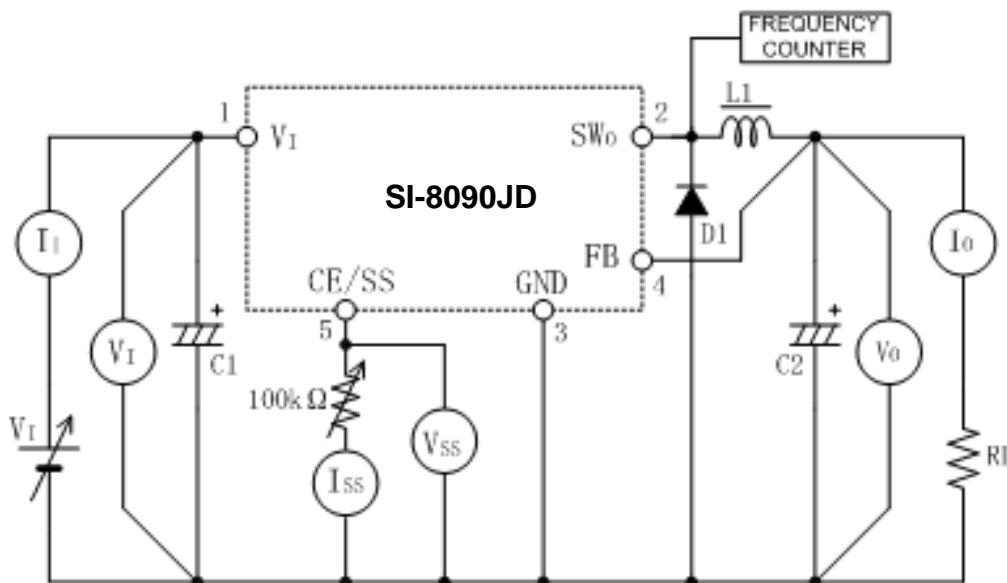 FREQUENCY
COUNTER
L1
1
2
VI
SWO
SI-8090JD
II
D1
IO
FB
4
CE/SS
GND
5
3
VI
C1
C2
VO
100kΩ
VI
VSS
ISS
Rl